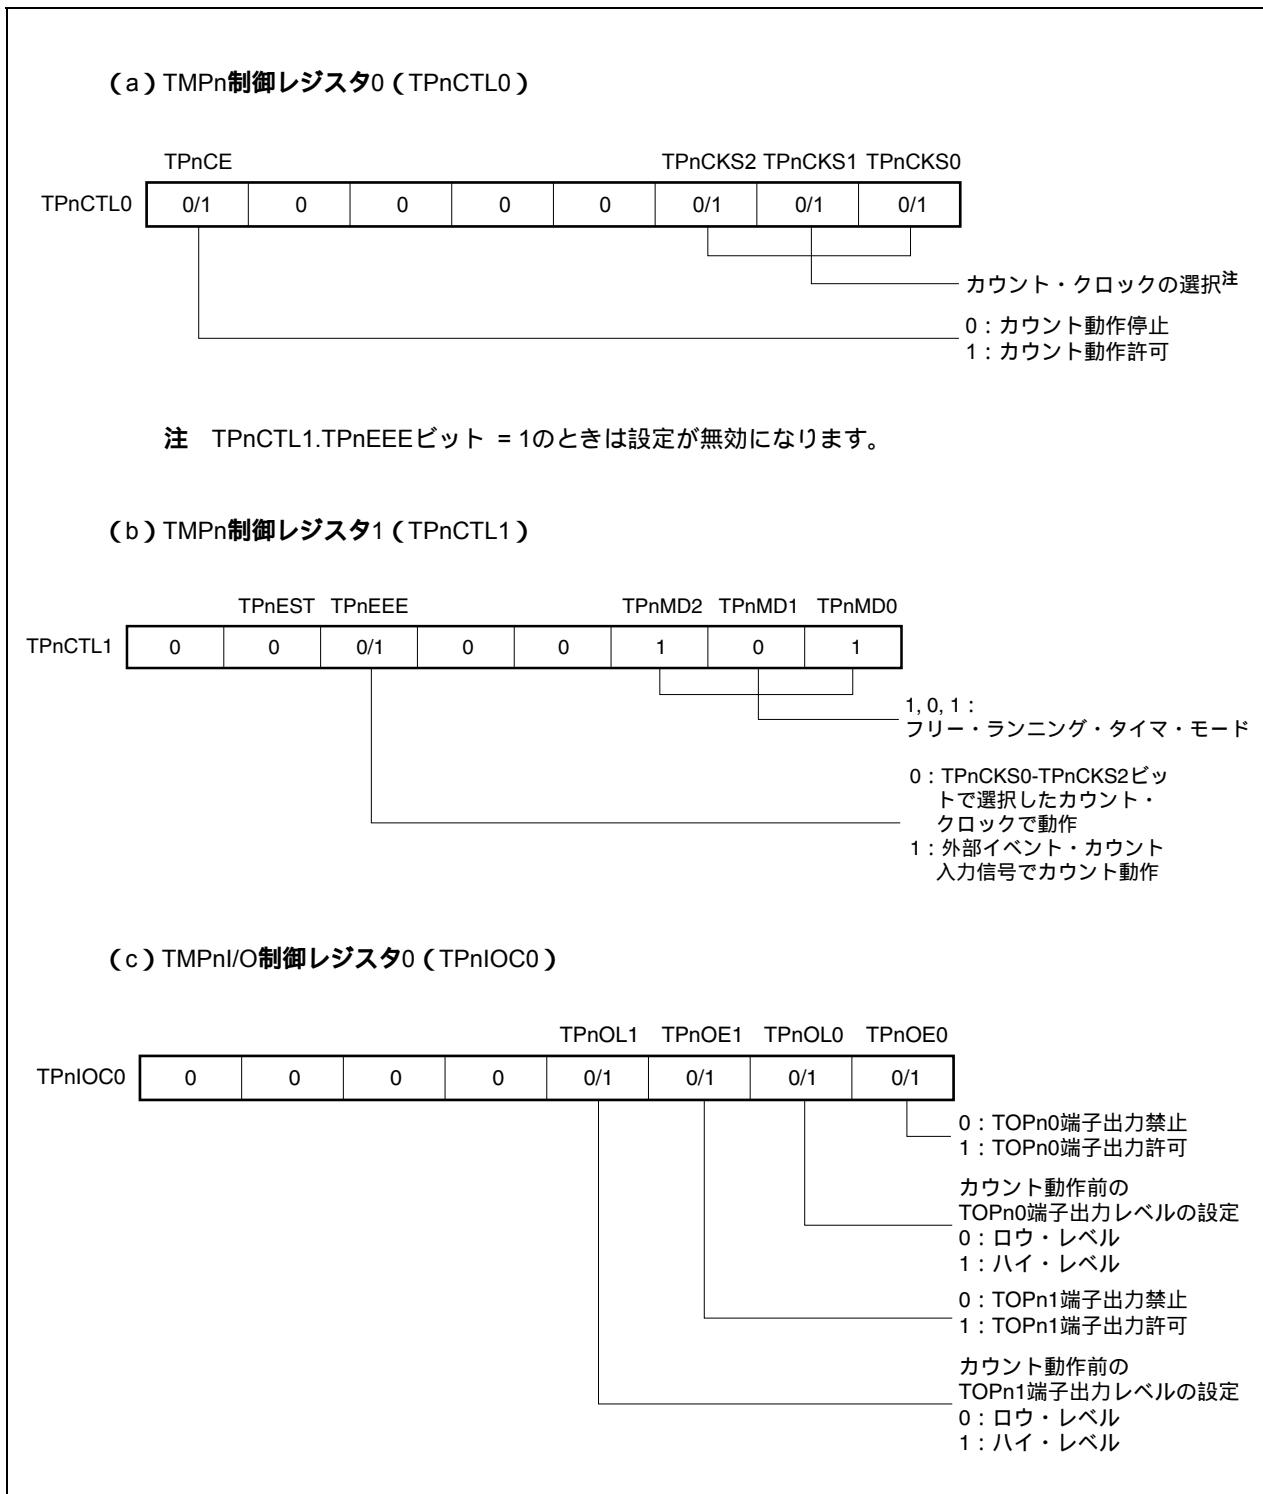 （a）TMPn制御レジスタ0（TPnCTL0）
TPnCE TPnCKS2 TPnCKS1 TPnCKS0
TPnCTL0 0/1 0 0 0 0 0/1 0/1 0/1
カウント・クロックの選択注
0：カウント動作停止
1：カウント動作許可
注 TPnCTL1.TPnEEEビット = 1のときは設定が無効になります。
（b）TMPn制御レジスタ1（TPnCTL1）
TPnEST TPnEEE TPnMD2 TPnMD1 TPnMD0
TPnCTL1 0 0 0/1 0 0 1 0 1
1, 0, 1：
フリー・ランニング・タイマ・モード
0：TPnCKS0-TPnCKS2ビッ
トで選択したカウント・
クロックで動作
1：外部イベント・カウント
入力信号でカウント動作
（c）TMPnI/O制御レジスタ0（TPnIOC0）
TPnOL1 TPnOE1 TPnOL0 TPnOE0
TPnIOC0 0 0 0 0 0/1 0/1 0/1 0/1
0：TOPn0端子出力禁止
1：TOPn0端子出力許可
カウント動作前の
TOPn0端子出力レベルの設定
0：ロウ・レベル
1：ハイ・レベル
0：TOPn1端子出力禁止
1：TOPn1端子出力許可
カウント動作前の
TOPn1端子出力レベルの設定
0：ロウ・レベル
1：ハイ・レベル